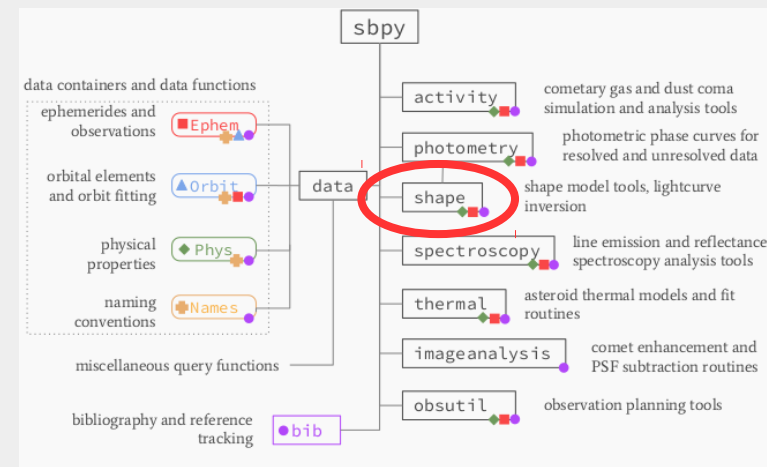 sbpy
data containers and data functions
ephemerides and
observations
Ephem
orbital elements
and orbit fitting
Orbit
physical
properties
Phys
naming
conventions
Names
miscellaneous query functions
bibliography and reference
tracking
bib
data
activity
cometary gas and dust coma
simulation and analysis tools
photometry
photometric phase curves for
resolved and unresolved data
shape
shape model tools, lightcurve
inversion
spectroscopy
line emission and reflectance
spectroscopy analysis tools
thermal
asteroid thermal models and fit
routines
imageanalysis
comet enhancement and
PSF subtraction routines
obsutil
observation planning tools